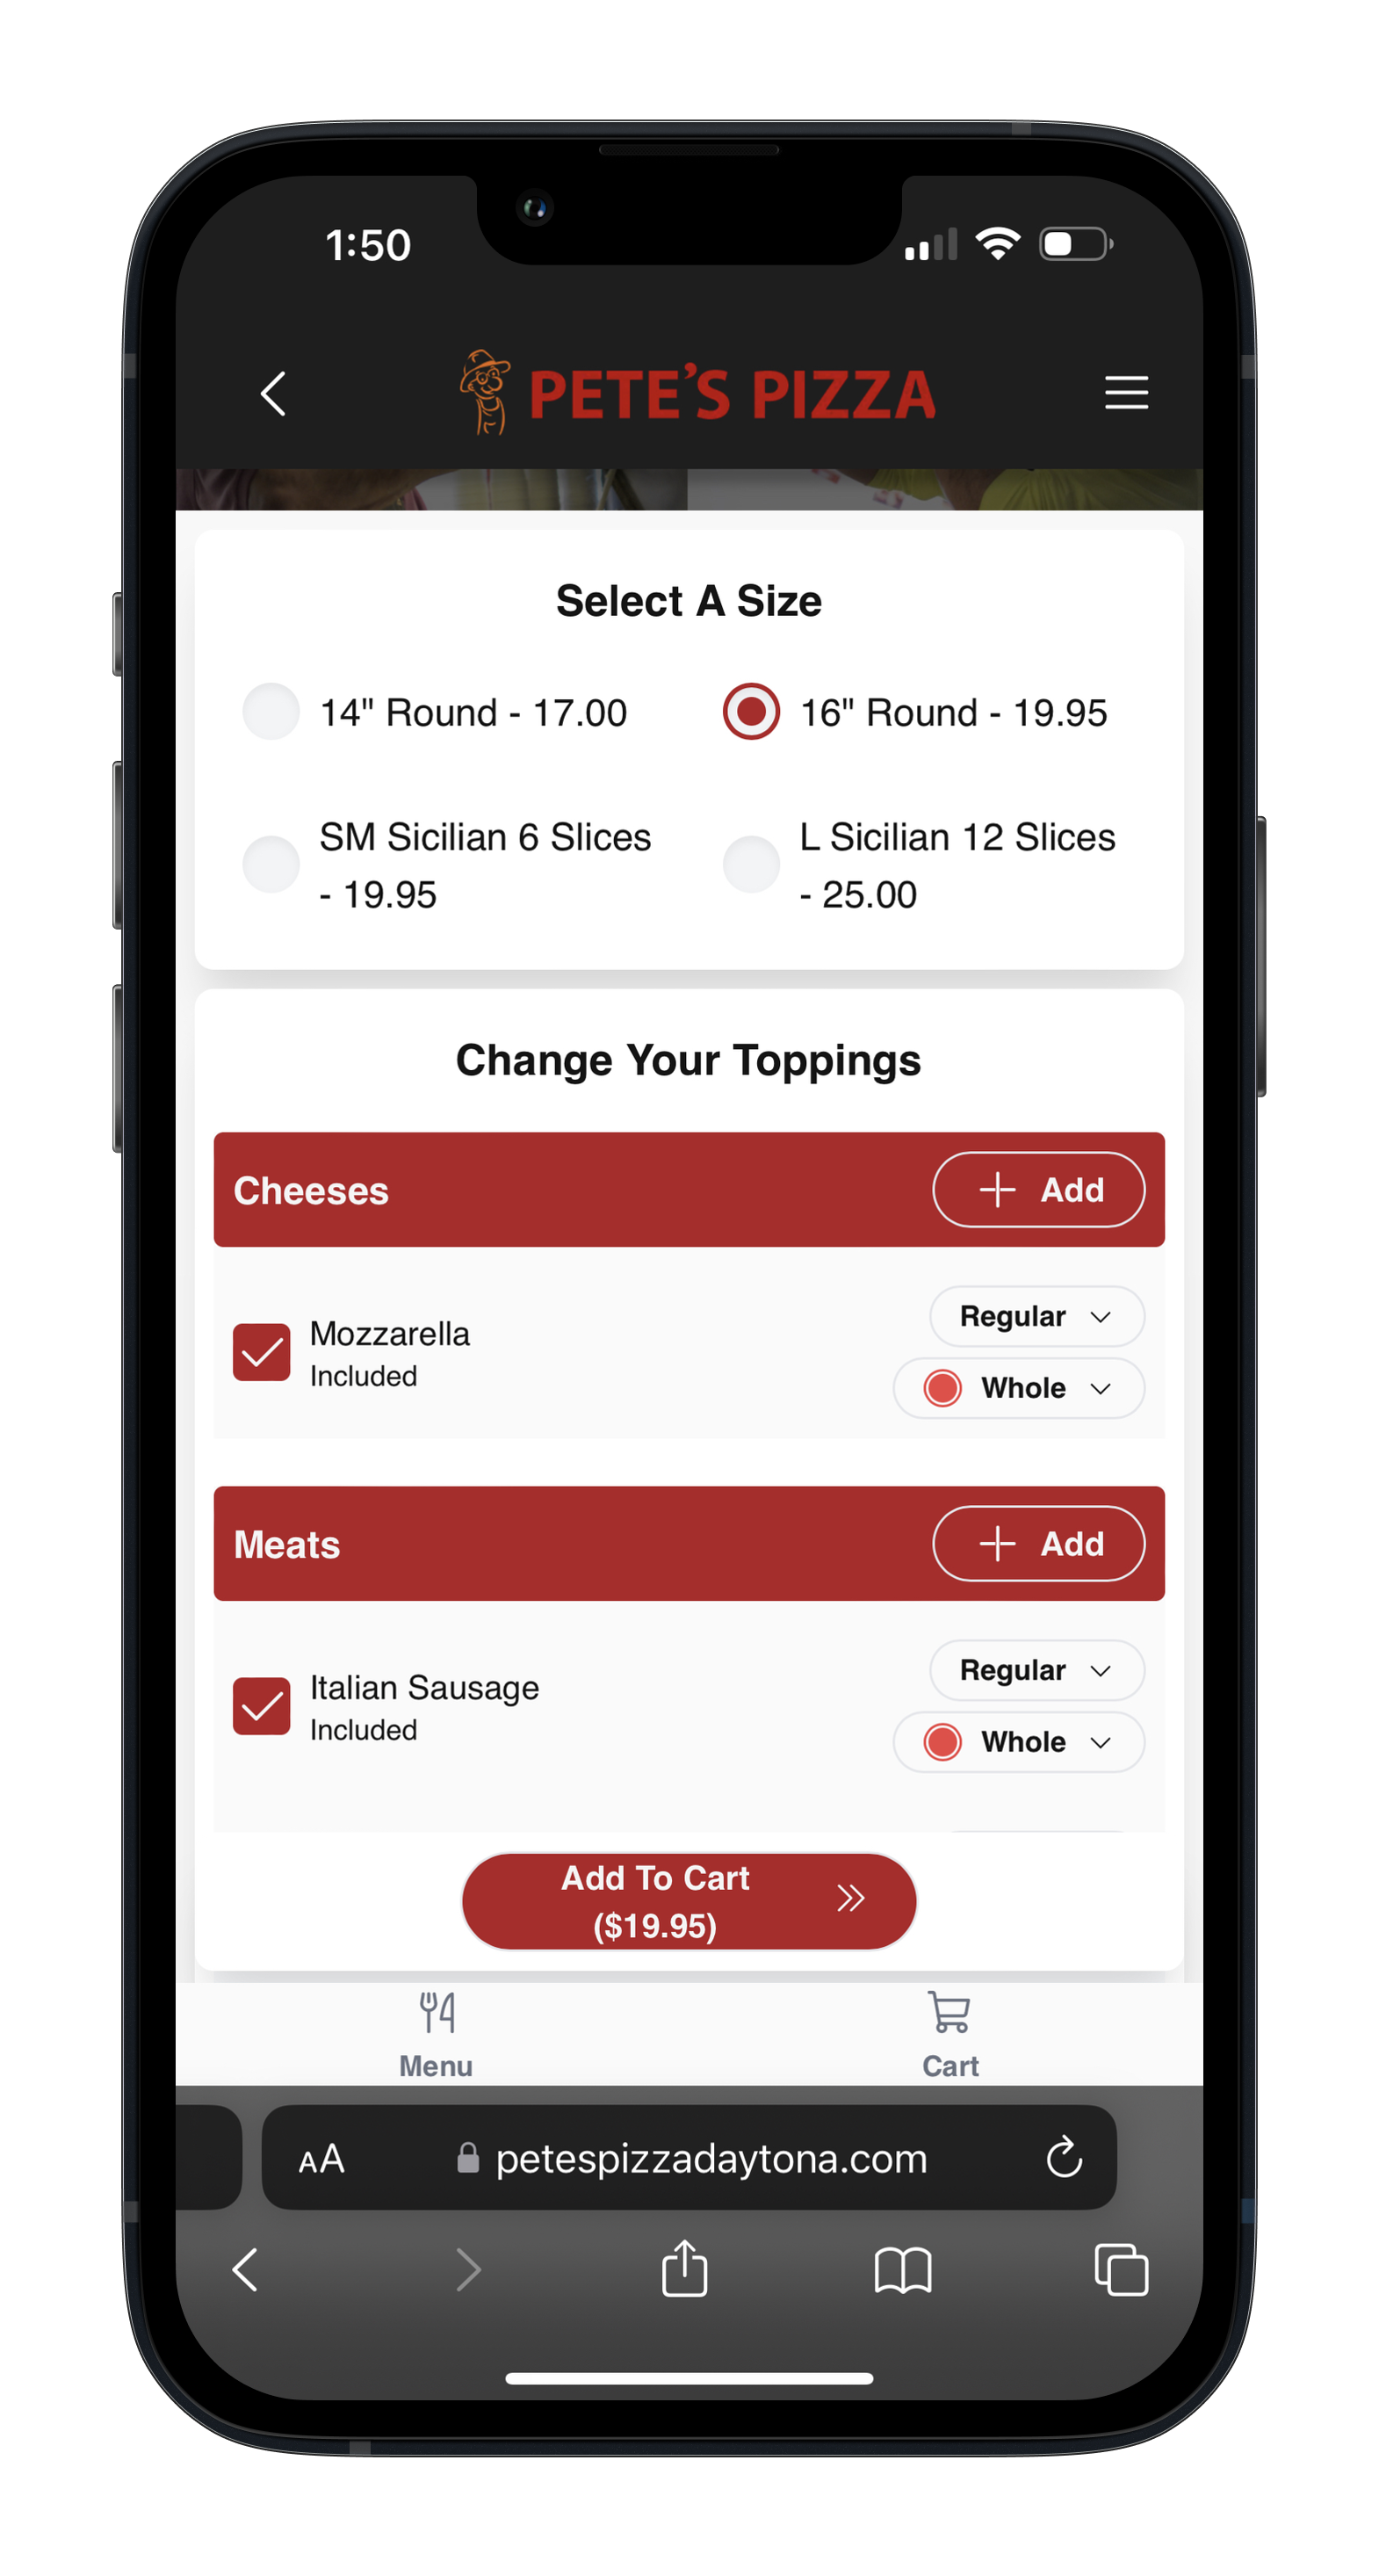 1:50
PETE'S PIZZA
Select A Size
14" Round - 17.00
16" Round - 19.95
SM Sicilian 6 Slices
- 19.95
L Sicilian 12 Slices
- 25.00
Change Your Toppings
Cheeses
Add
Mozzarella
Included
Regular
Whole
Meats
Add
Italian Sausage
Included
Regular
Whole
Add To Cart
($19.95)
Menu
Cart
AA
petespizzadaytona.com